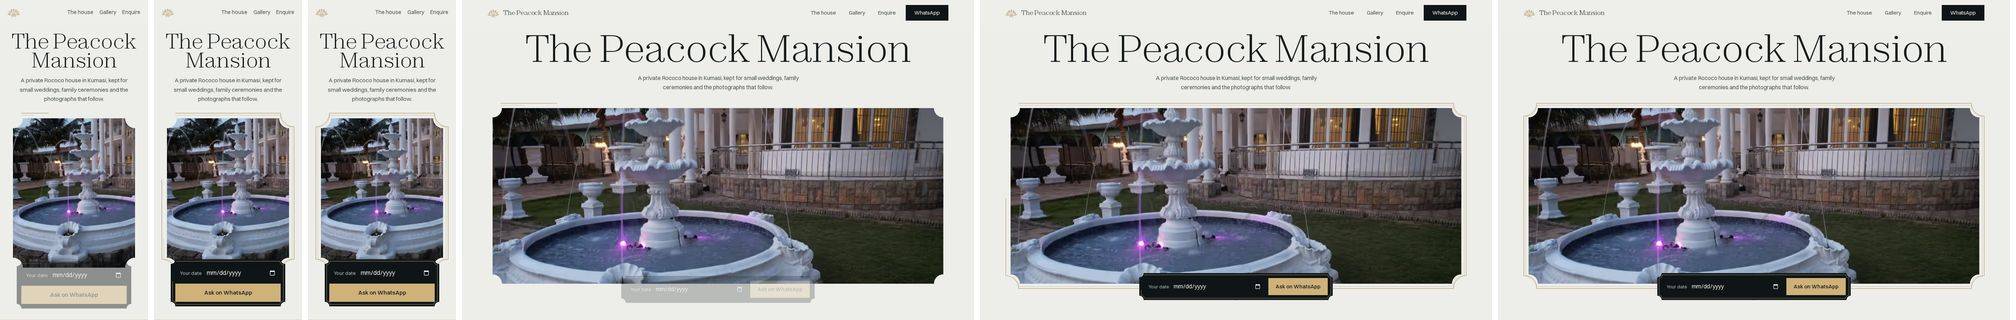 The house Gallery Enquire
The Peacock
Mansion
A private Rococo house in Kumasi, kept for
small weddings, family ceremonies and the
photographs that follow.
Your date mm/dd/yyyy
Ask on WhatsApp
The house Gallery Enquire
The Peacock
Mansion
A private Rococo house in Kumasi, kept for
small weddings, family ceremonies and the
photographs that follow.
Your date mm/dd/yyyy
Ask on WhatsApp
The house Gallery Enquire
The Peacock
Mansion
A private Rococo house in Kumasi, kept for
small weddings, family ceremonies and the
photographs that follow.
Your date mm/dd/yyyy
Ask on WhatsApp
The Peacock Mansion The house Gallery Enquire WhatsApp
The Peacock Mansion
A private Rococo house in Kumasi, kept for small weddings, family
ceremonies and the photographs that follow.
Your date mm/dd/yyyy Ask on WhatsApp
The Peacock Mansion The house Gallery Enquire WhatsApp
The Peacock Mansion
A private Rococo house in Kumasi, kept for small weddings, family
ceremonies and the photographs that follow.
Your date mm/dd/yyyy Ask on WhatsApp
The Peacock Mansion The house Gallery Enquire WhatsApp
The Peacock Mansion
A private Rococo house in Kumasi, kept for small weddings, family
ceremonies and the photographs that follow.
Your date mm/dd/yyyy Ask on WhatsApp